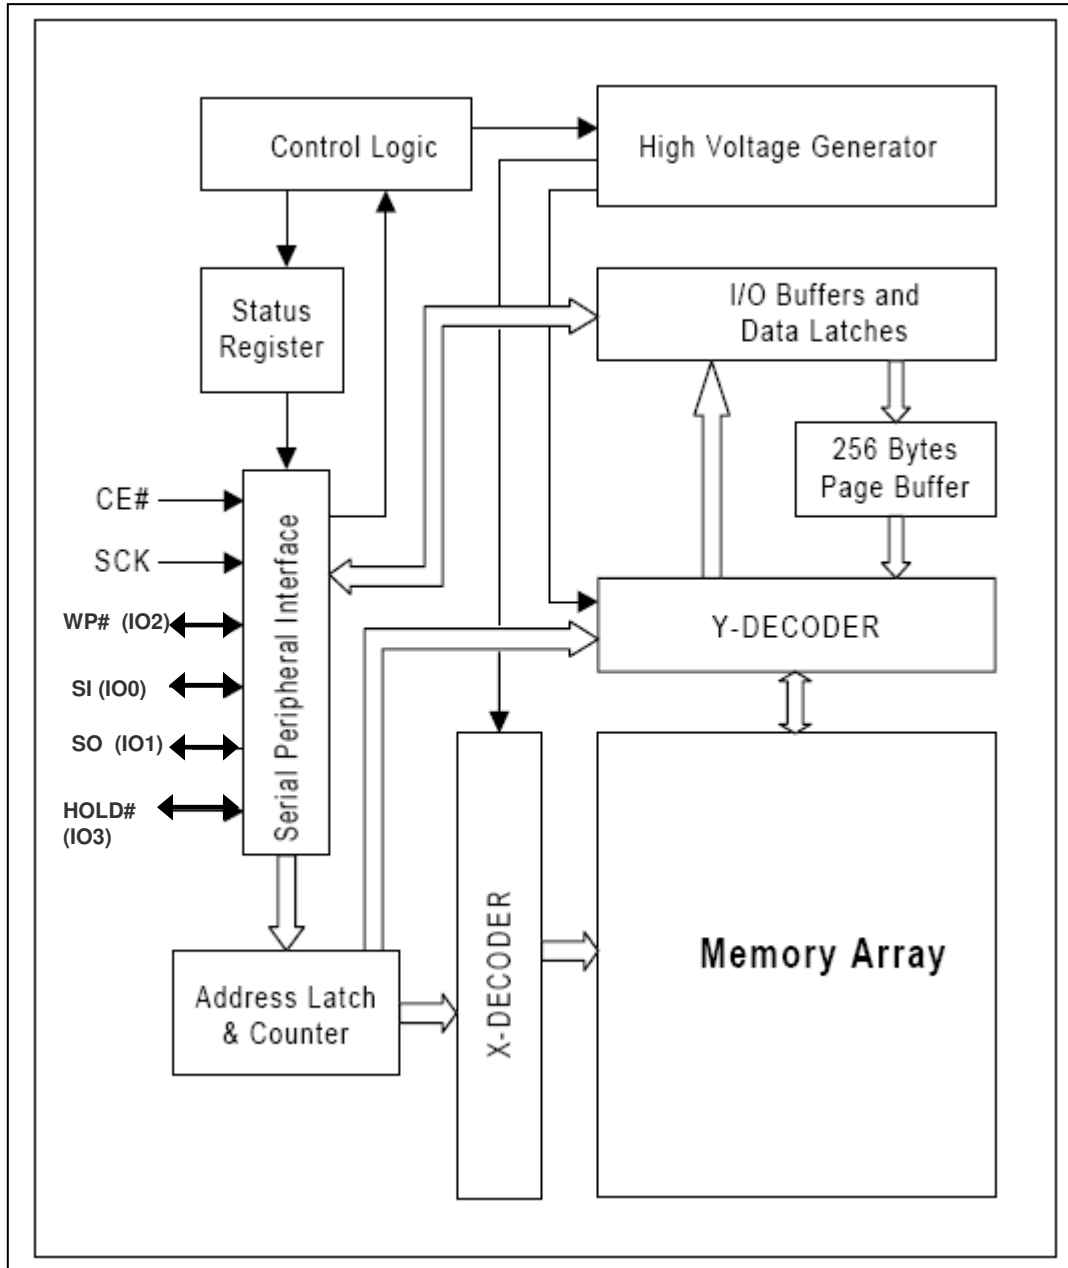 Control Logic
High Voltage Generator
Status
Register
I/O Buffers and
Data Latches
256 Bytes
Page Buffer
CE#
SCK
WP# (IO2)
SI (IO0)
SO (IO1)
HOLD#
(IO3)
Serial Peripheral Interface
Y-DECODER
Address Latch
& Counter
X-DECODER
Memory Array